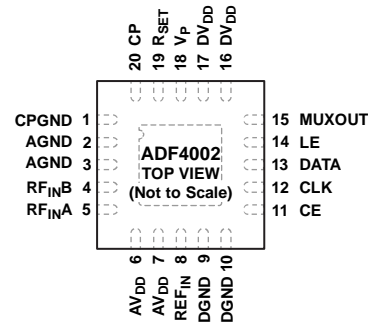 20 CP
19 RSET
18 VP
17 DVDD
16 DVDD
CPGND 1
AGND 2
AGND 3
RFINB 4
RFINA 5
ADF4002
TOP VIEW
(Not to Scale)
15 MUXOUT
14 LE
13 DATA
12 CLK
11 CE
AVDD 6
AVDD 7
REFIN 8
DGND 9
DGND 10